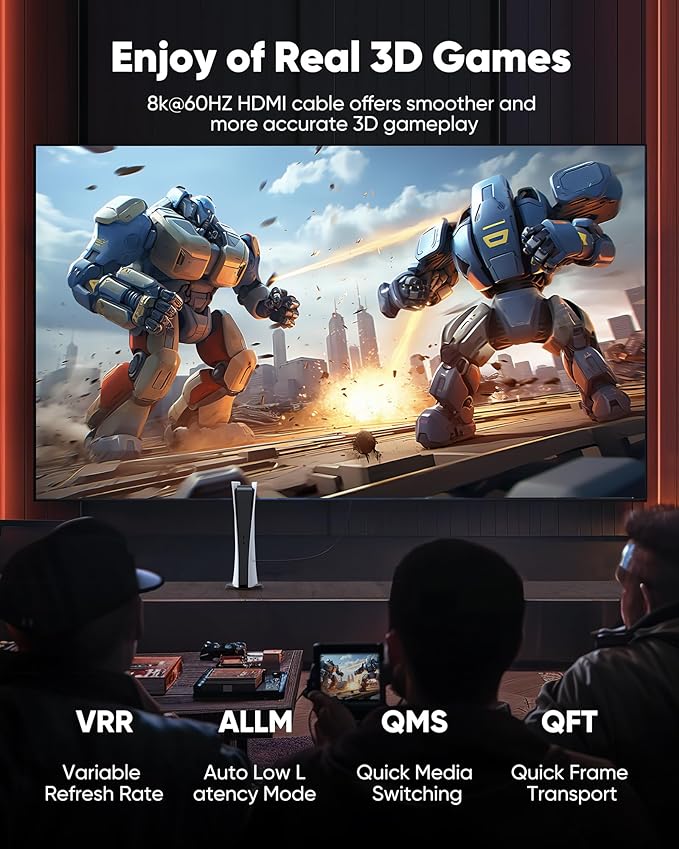 Enjoy of Real 3D Games
8k@60HZ HDMI cable offers smoother and
more accurate 3D gameplay
VRR
Variable
Refresh Rate
ALLM
Auto Low L
atency Mode
QMS
Quick Media
Switching
QFT
Quick Frame
Transport